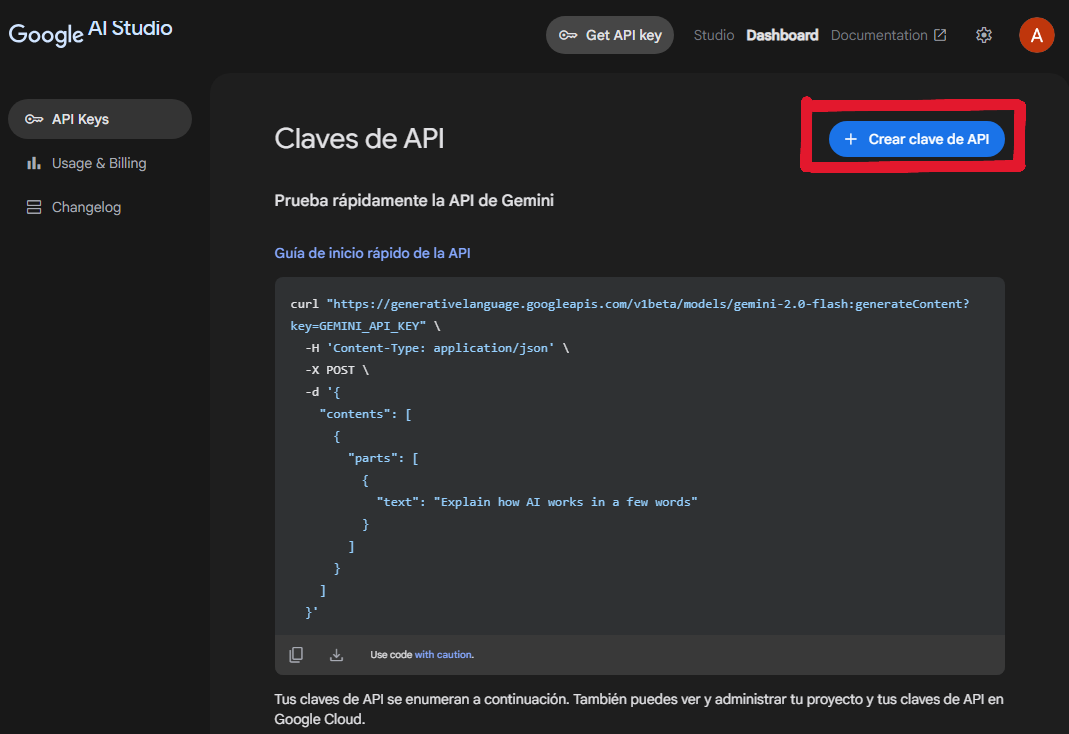 Google AI Studio
Get API key
Studio
Dashboard
Documentation
A
API Keys
Usage & Billing
Changelog
Claves de API
+ Crear clave de API
Prueba rápidamente la API de Gemini
Guía de inicio rápido de la API
curl "https://generativelanguage.googleapis.com/v1beta/models/gemini-2.0-flash:generateContent?
key=GEMINI_API_KEY" \
-H 'Content-Type: application/json' \
-X POST \
-d '{
"contents": [
{
"parts": [
{
"text": "Explain how AI works in a few words"
}
]
}
]
}'
Use code with caution.
Tus claves de API se enumeran a continuación. También puedes ver y administrar tu proyecto y tus claves de API en
Google Cloud.